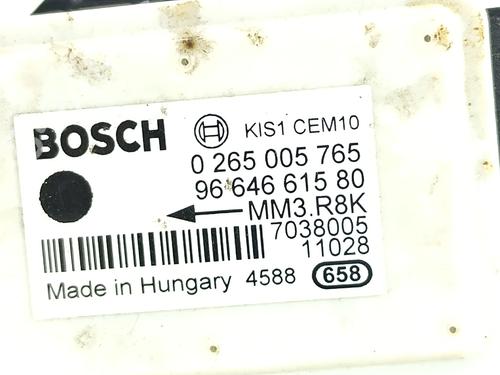 BOSCH KIS1 CEM10
0 265 005 765
96 646 615 80
MM3.R8K
7038005
11028
Made in Hungary 4588 658